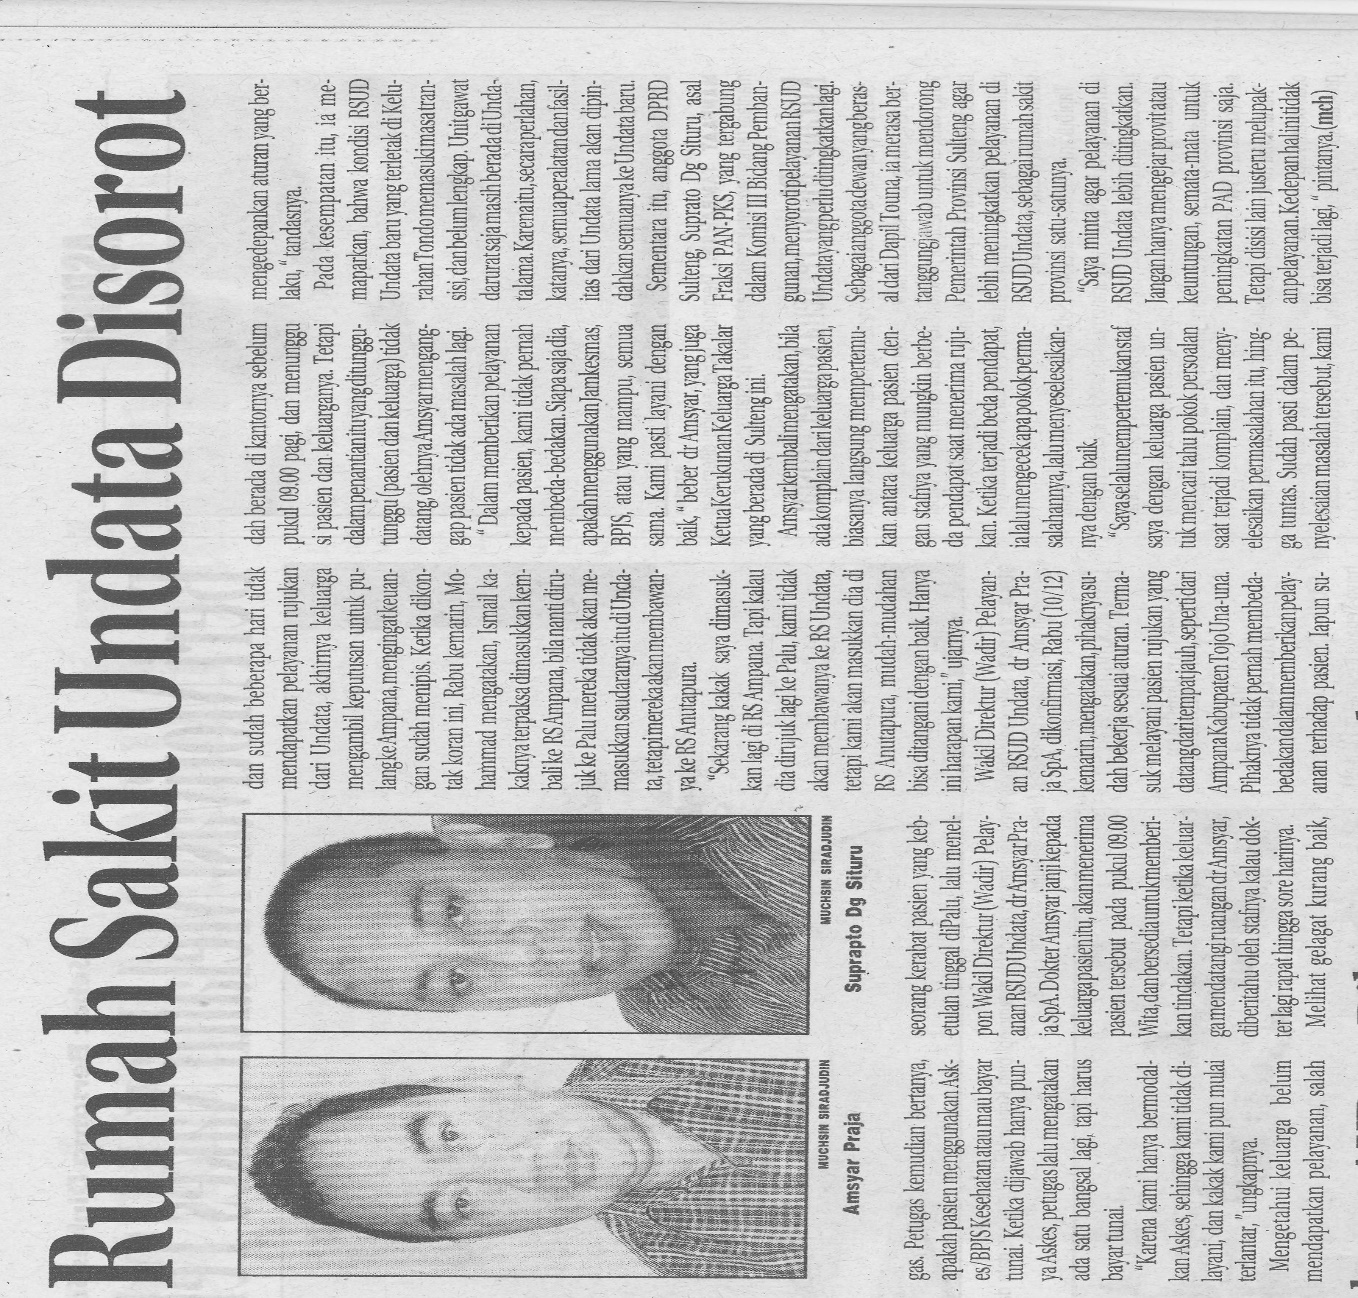 Rumah Sakit Undata Disorot
MUCHSIN SIRADJUDIN
Amsyar Praja
MUCHSIN SIRADJUDIN
Suprapto Dg Situru
gas. Petugas kemudian bertanya,
apakah pasien menggunakan Ask-
es/BPJS Kesehatan atau mau bayar
tunai. Ketika dijawab hanya pun-
ya Askes, petugas lalu mengatakan
ada satu bangsal lagi, tapi harus
bayar tunai.
“Karena kami hanya bermodal-
kan Askes, sehingga kami tidak di-
layani, dan kakak kami pun mulai
terlantar,” ungkapnya.
Mengetahui keluarga belum
mendapatkan pelayanan, salah
seorang kerabat pasien yang keb-
etulan tinggal diPalu, lalu menel-
pon Wakil Direktur (Wadir) Pelay-
anan RSUD Undata, dr Amsyar Pra-
ja SpA. Dokter Amsyar janji kepada
keluarga pasien itu, akan menerima
pasien tersebut pada pukul 09.00
Wita, dan bersedia untuk memberi-
kan tindakan. Tetapi ketika keluar-
ga mendatangi ruangan dr Amsyar,
diberitahu oleh stafnya kalau dok-
ter lagi rapat hingga sore harinya.
Melihat gelagat kurang baik,
dan sudah beberapa hari tidak
mendapatkan pelayanan rujukan
dari Undata, akhirnya keluarga
mengambil keputusan untuk pu-
lang ke Ampana, mengingat keuan-
gan sudah menipis. Ketika dikon-
tak koran ini, Rabu kemarin, Mo-
hammad mengatakan, Ismail ka-
kaknya terpaksa dimasukkan kem-
bali ke RS Ampana, bila nanti diru-
juk ke Palu mereka tidak akan me-
masukkan saudaranya itu di Unda-
ta, tetapi mereka akan membawan-
ya ke RS Anutapura.
“Sekarang kakak saya dimasuk-
kan lagi di RS Ampana. Tapi kalau
dia dirujuk lagi ke Palu, kami tidak
akan membawanya ke RS Undata,
tetapi kami akan masukkan dia di
RS Anutapura, mudah-mudahan
bisa ditangani dengan baik. Hanya
ini harapan kami,” ujarnya.
Wakil Direktur (Wadir) Pelayan-
an RSUD Undata, dr Amsyar Pra-
ja SpA, dikonfirmasi, Rabu (10/12)
kemarin, mengatakan, pihaknya su-
dah bekerja sesuai aturan. Terma-
suk melayani pasien rujukan yang
datang dari tempat jauh, seperti dari
Ampana Kabupaten Tojo Una-una.
Pihaknya tidak pernah membeda-
bedakan dalam memberikan pelay-
anan terhadap pasien. Iapun su-
dah berada di kantornya sebelum
pukul 09.00 pagi, dan menunggu
si pasien dan keluarganya. Tetapi
dalam penantian itu yang ditunggu-
tunggu (pasien dan keluarga) tidak
datang, olehnya Amsyar mengang-
gap pasien tidak ada masalah lagi.
“ Dalam memberikan pelayanan
kepada pasien, kami tidak pernah
membeda-bedakan. Siapa saja dia,
apakah menggunakan Jamkesmas,
BPJS, atau yang mampu, semua
sama. Kami pasti layani dengan
baik,“ beber dr Amsyar, yang juga
Ketua Kerukunan Keluarga Takalar
yang berada di Sulteng ini.
Amsyar kembali mengatakan, bila
ada komplain dari keluarga pasien,
biasanya langsung mempertemu-
kan antara keluarga pasien den-
gan stafnya yang mungkin berbe-
da pendapat saat menerima ruju-
kan. Ketika terjadi beda pendapat,
ia lalu mengecek apa pokok perma-
salahannya, lalu menyeselesaikan-
nya dengan baik.
“Saya selalu mempertemukan staf
saya dengan keluarga pasien un-
tuk mencari tahu pokok persoalan
saat terjadi komplain, dan meny-
elesaikan permasalahan itu, hing-
ga tuntas. Sudah pasti dalam pe-
nyelesaian masalah tersebut, kami
mengedepankan aturan yang ber-
laku, “ tandasnya.
Pada kesempatan itu, ia me-
maparkan, bahwa kondisi RSUD
Undata baru yang terletak di Kelu-
rahan Tondo memasuki masa tran-
sisi, dan belum lengkap. Unit gawat
darurat saja masih berada di Unda-
ta lama. Karena itu, secara perlahan,
katanya, semua peralatan dan fasil-
itas dari Undata lama akan dipin-
dahkan semuanya ke Undata baru.
Sementara itu, anggota DPRD
Sulteng, Suprato Dg Situru, asal
Fraksi PAN-PKS, yang tergabung
dalam Komisi III Bidang Pemban-
gunan, menyoroti pelayanan RSUD
Undata yang perlu ditingkatkan lagi.
Sebagai anggota dewan yang beras-
al dari Dapil Touna, ia merasa ber-
tanggungjawab untuk mendorong
Pemerintah Provinsi Sulteng agar
lebih meningkatkan pelayanan di
RSUD Undata, sebagai rumah sakit
provinsi satu-satunya.
“Saya minta agar pelayanan di
RSUD Undata lebih diingkatkan.
Jangan hanya mengejar provit atau
keuntungan, semata-mata untuk
peningkatan PAD provinsi saja.
Tetapi disisi lain justeru melupak-
an pelayanan. Kedepan hal ini tidak
bisa terjadi lagi, “ pintanya.(mch)